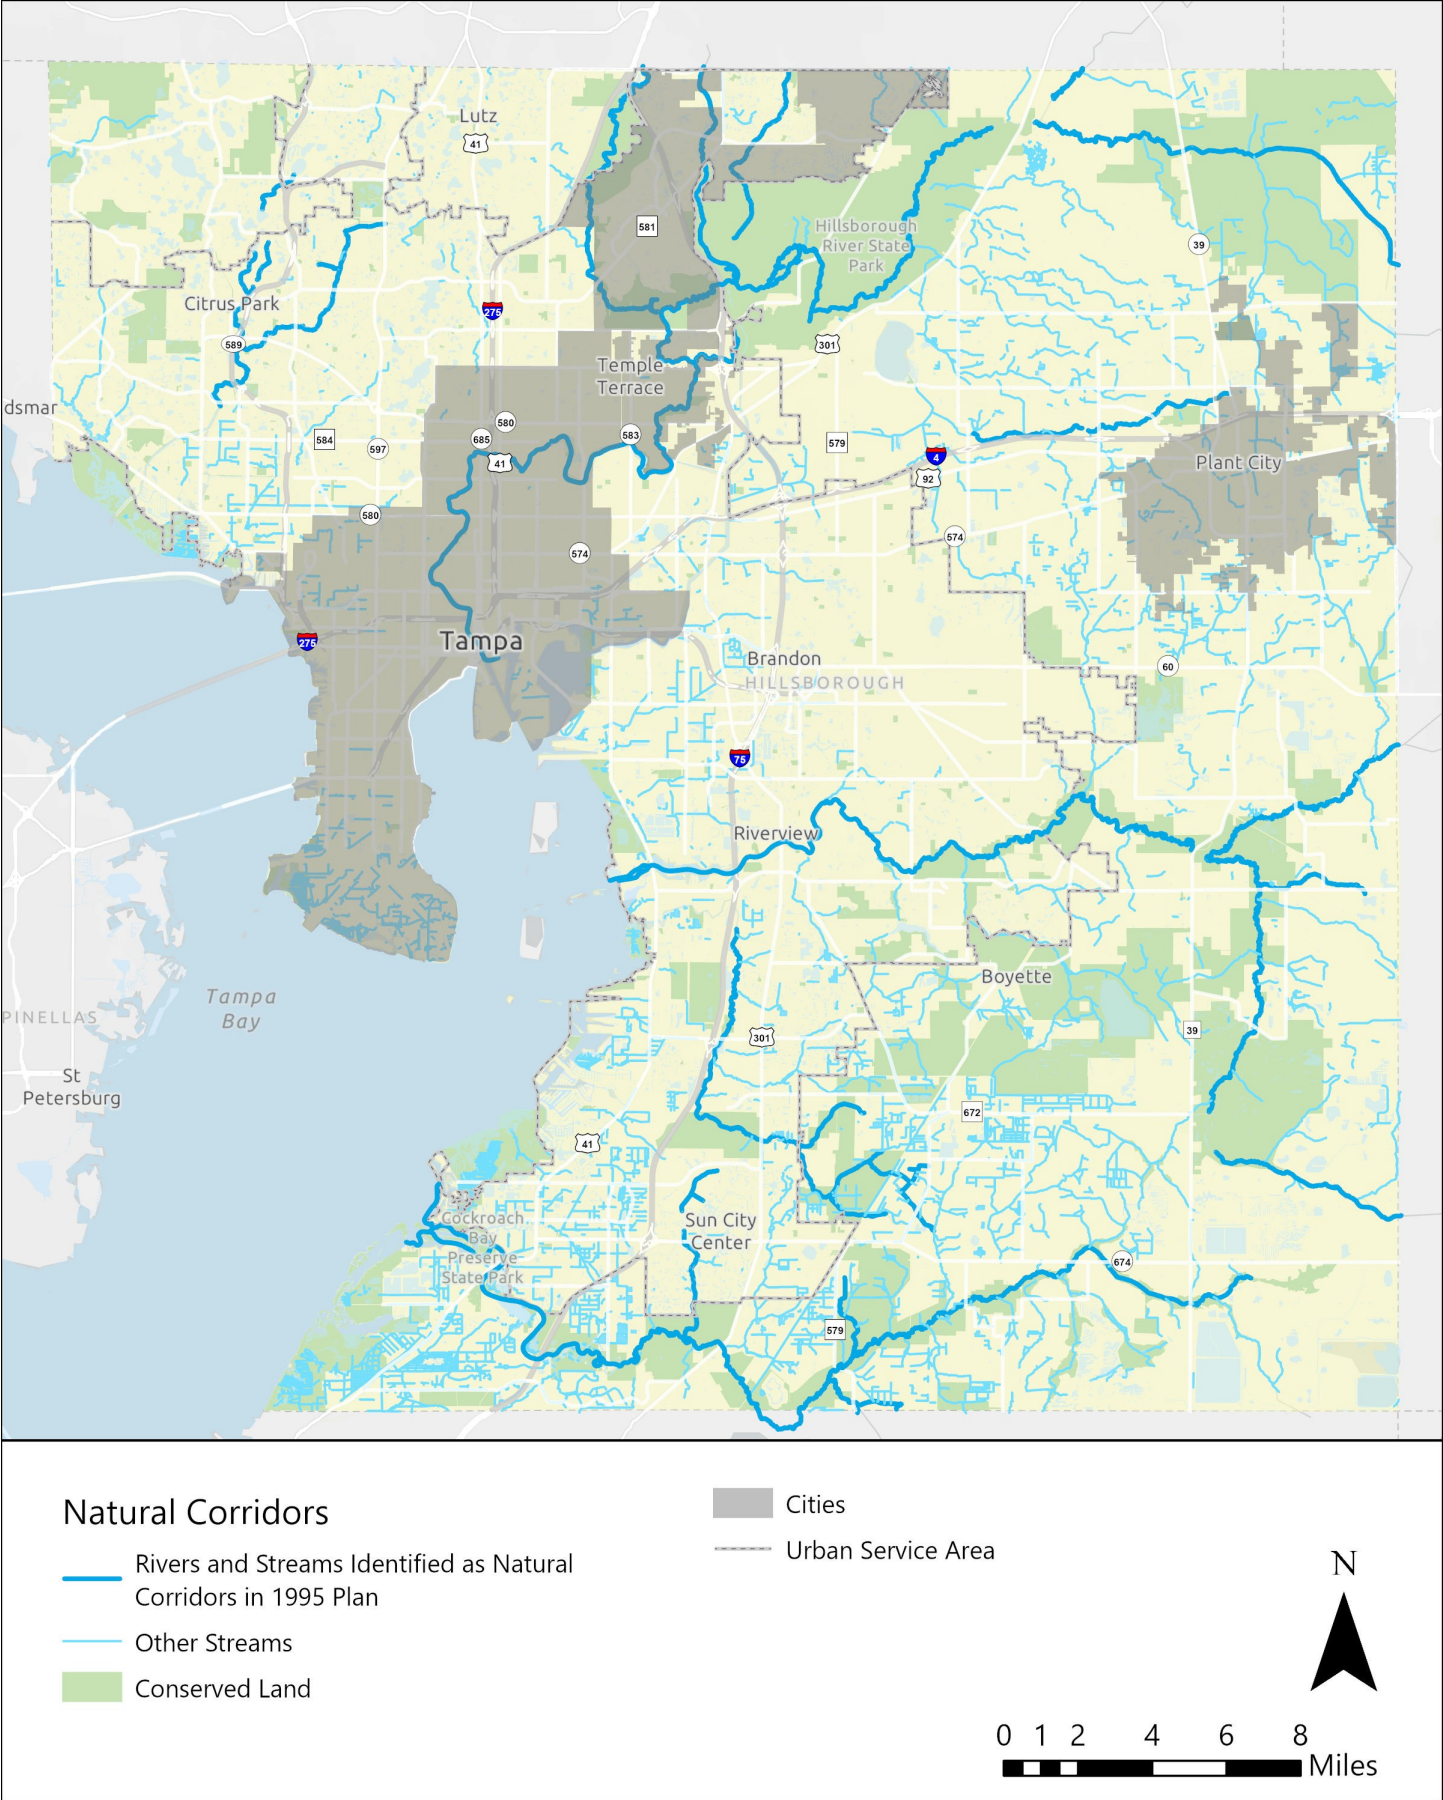 Lutz
41
581
Hillsborough
River State
Park
39
Citrus Park
275
589
301
Temple
Terrace
dsmar
580
685
583
584
597
579
41
4
Plant City
92
580
574
574
275
Tampa
Brandon
60
HILLSBOROUGH
75
Riverview
Boyette
Tampa
Bay
PINELLAS
39
301
St
Petersburg
672
41
Cockroach
Bay
Preserve
State Park
Sun City
Center
674
579
Natural Corridors
Rivers and Streams Identified as Natural
Corridors in 1995 Plan
Other Streams
Conserved Land
Cities
Urban Service Area
N
0 1 2 4 6 8
Miles